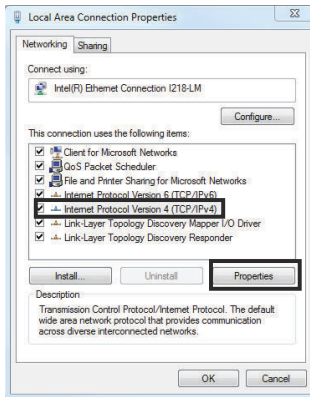 Local Area Connection Properties
Networking Sharing
Connect using:
Intel(R) Ethernet Connection I218-LM
Configure...
This connection uses the following items:
Client for Microsoft Networks
QoS Packet Scheduler
File and Printer Sharing for Microsoft Networks
Internet Protocol Version 6 (TCP/IPv6)
Internet Protocol Version 4 (TCP/IPv4)
Link-Layer Topology Discovery Mapper I/O Driver
Link-Layer Topology Discovery Responder
Install... Uninstall Properties
Description
Transmission Control Protocol/Internet Protocol. The default
wide area network protocol that provides communication
across diverse interconnected networks.
OK Cancel